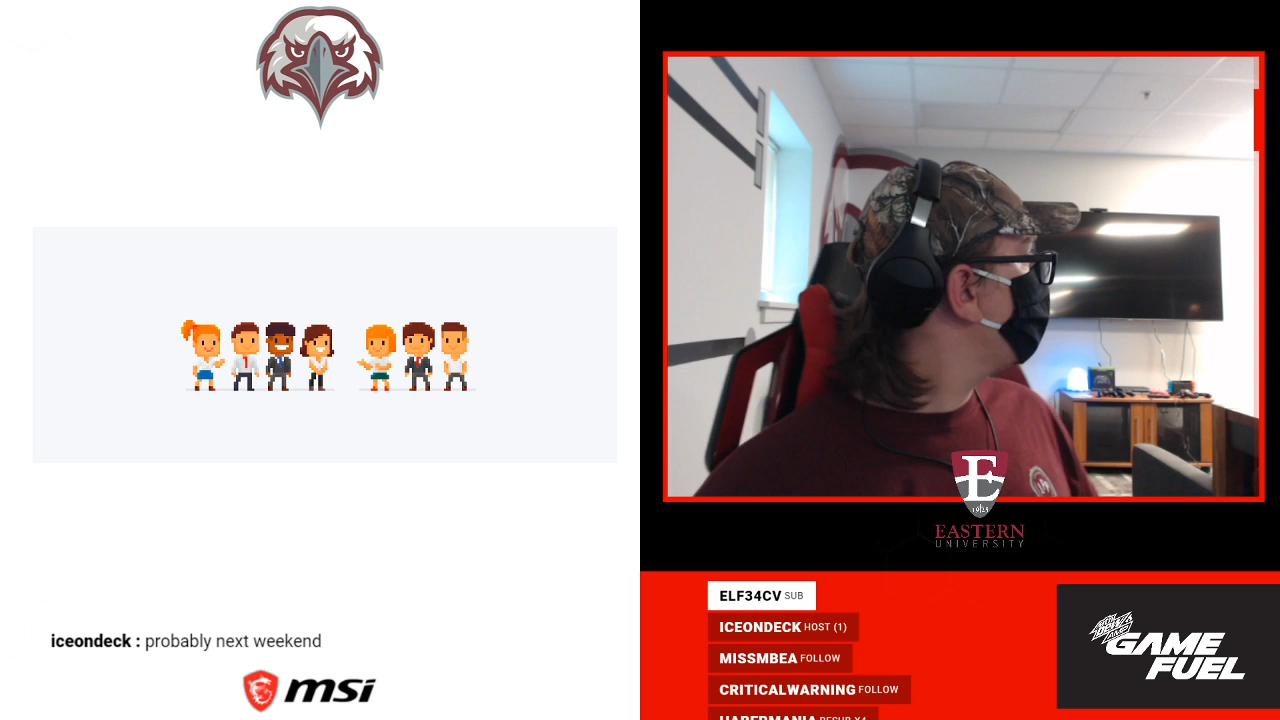 iceondeck : probably next weekend
msi
E
EASTERN
UNIVERSITY
ELF34CV SUB
ICEONDECK HOST (1)
MISSMBEA FOLLOW
CRITICALWARNING FOLLOW
GAME
FUEL